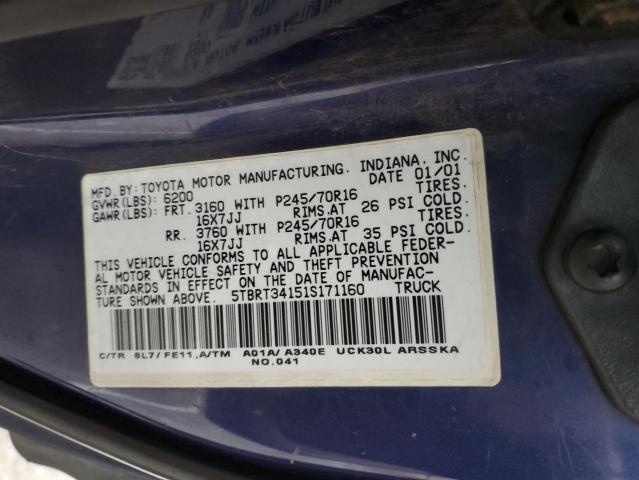 MFD. BY: TOYOTA MOTOR MANUFACTURING, INDIANA, INC.
GVWR(LBS): 6200 DATE 01/01
GAWR(LBS): FRT. 3160 WITH P245/70R16 TIRES,
16X7JJ RIMS,AT 26 PSI COLD.
RR. 3760 WITH P245/70R16 TIRES,
16X7JJ RIMS,AT 35 PSI COLD.
THIS VEHICLE CONFORMS TO ALL APPLICABLE FEDER-
AL MOTOR VEHICLE SAFETY AND THEFT PREVENTION
STANDARDS IN EFFECT ON THE DATE OF MANUFAC-
TURE SHOWN ABOVE. 5TBRT34151S171160 TRUCK
C/TR 8L7/FE11,A/TM A01A/A340E UCK30L ARSSKA
NO.041